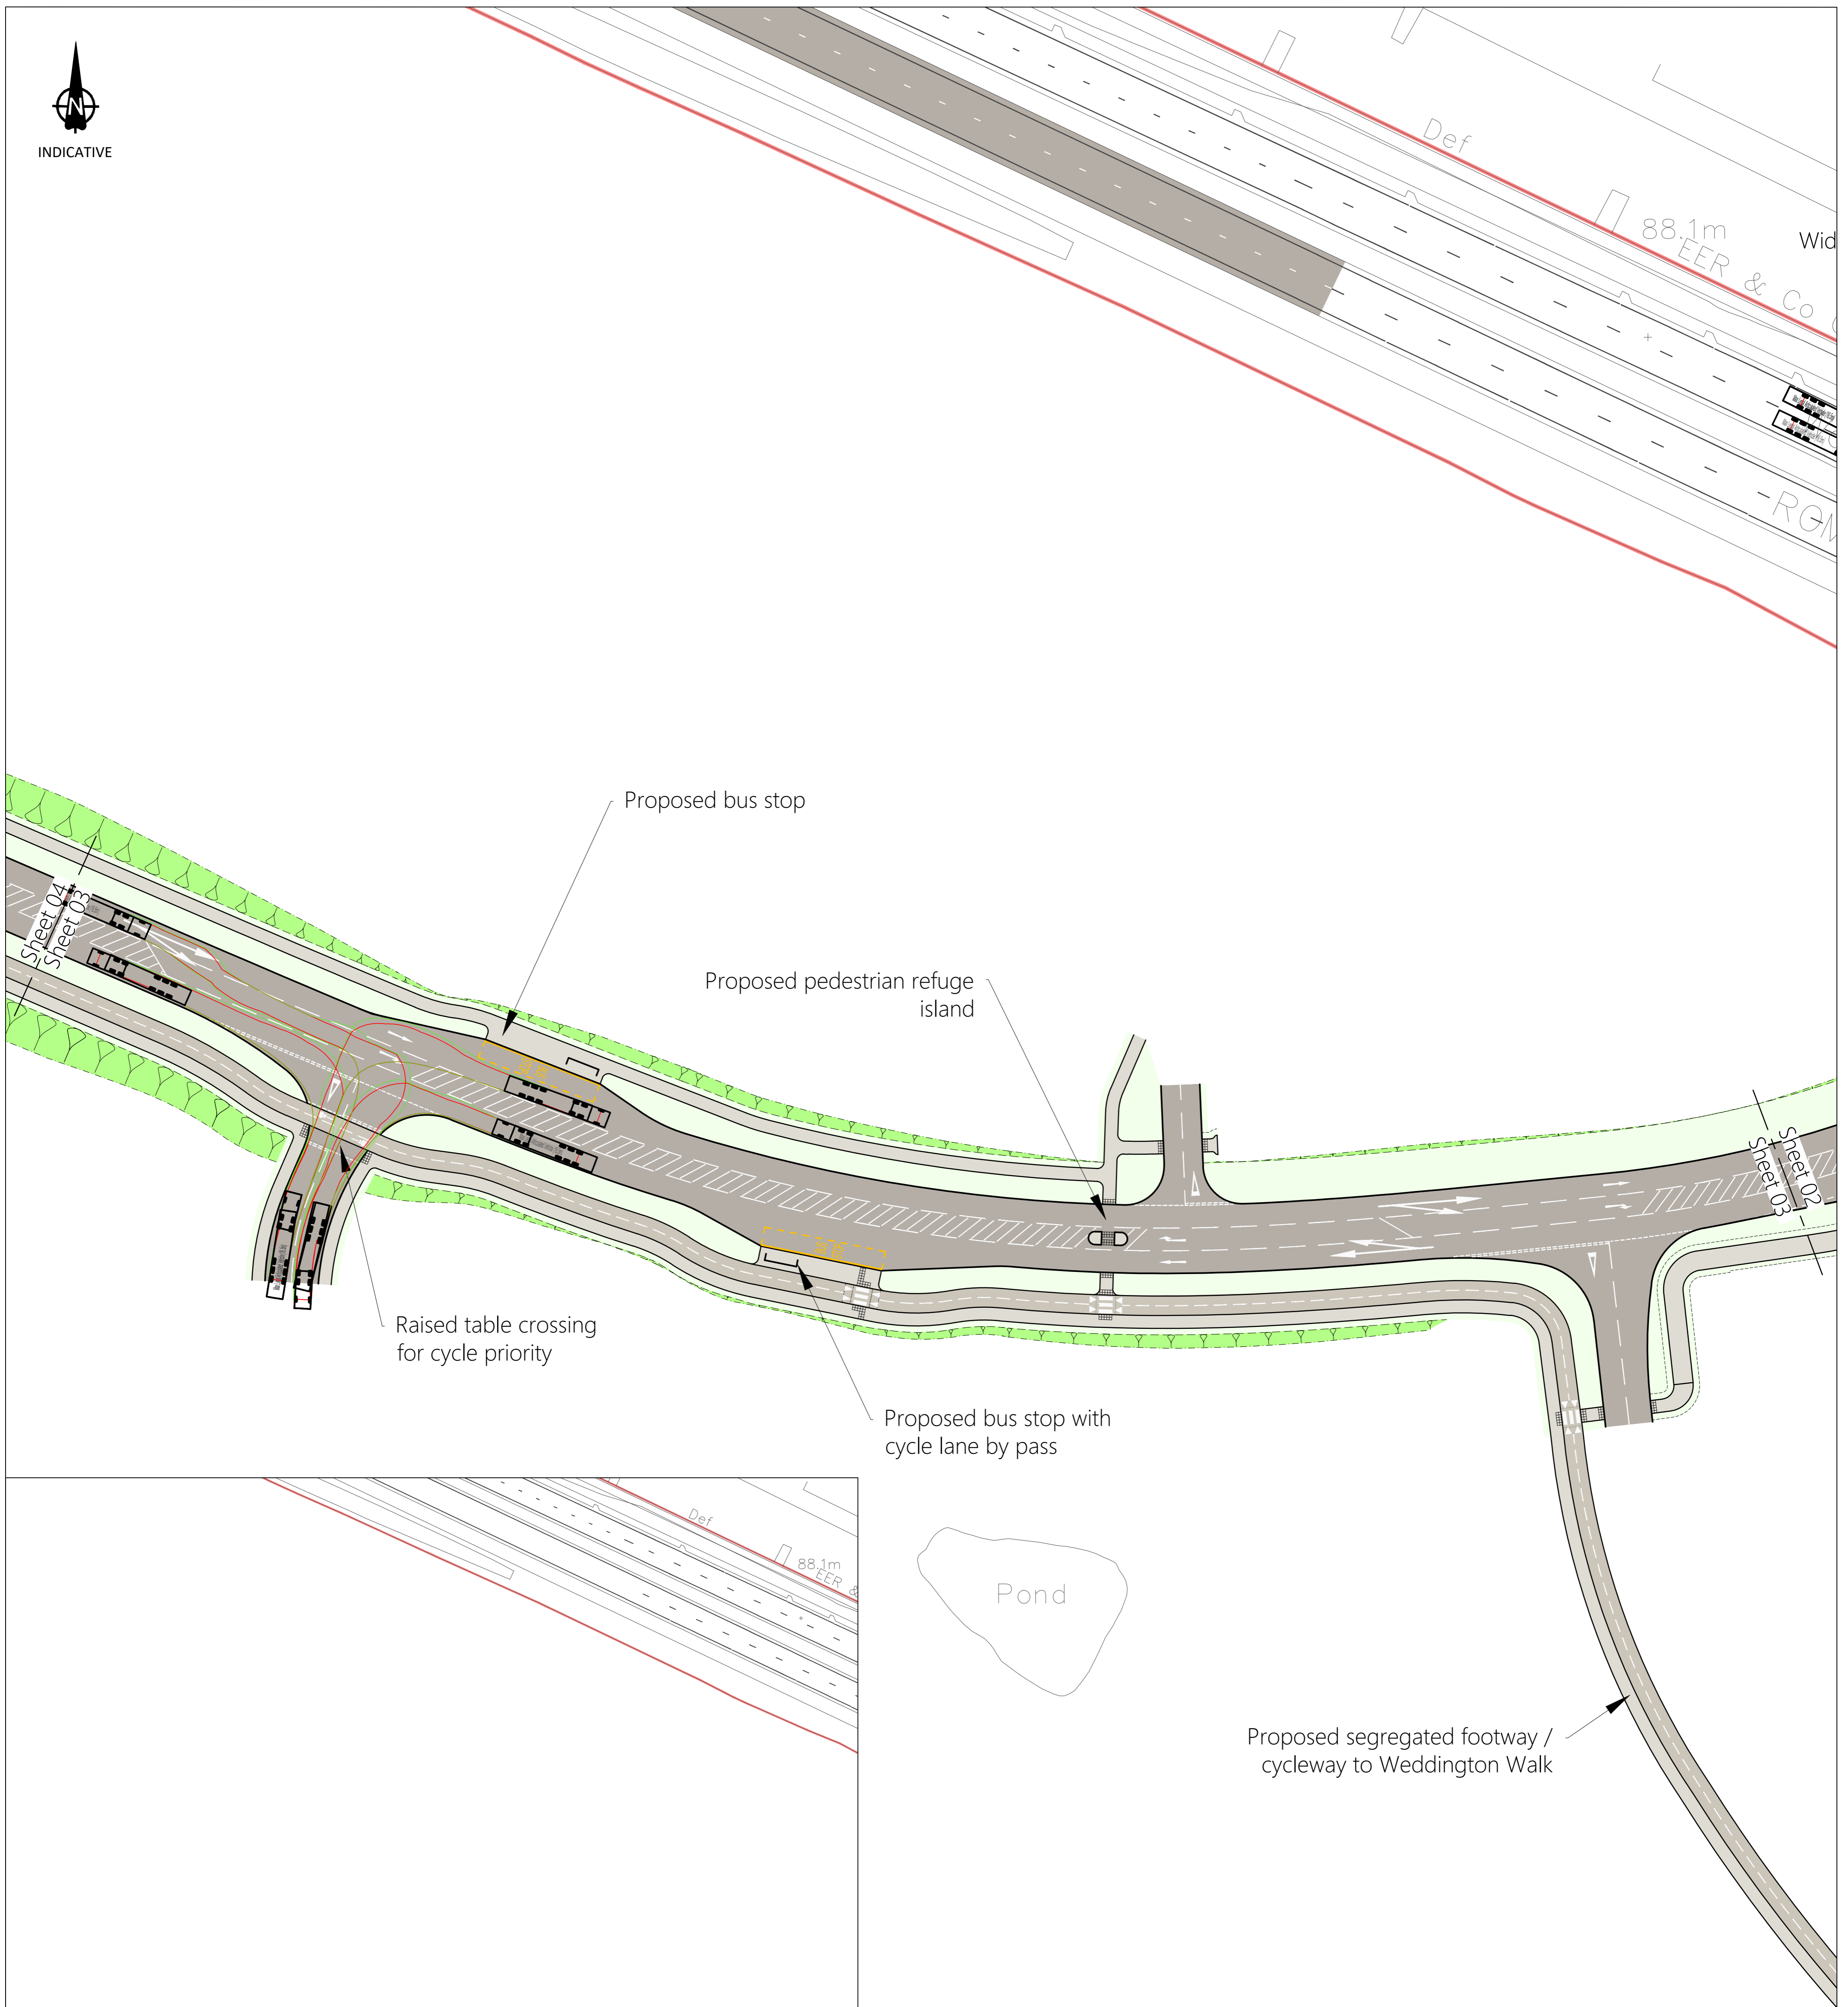 N
INDICATIVE
Def
88.1m
EER & Co
Wid
ROM
Proposed bus stop
Sheet 04
Sheet 03
Proposed pedestrian refuge
island
Sheet 02
Sheet 03
Raised table crossing
for cycle priority
Proposed bus stop with
cycle lane by pass
Def
88.1m
EER &
Pond
Proposed segregated footway /
cycleway to Weddington Walk